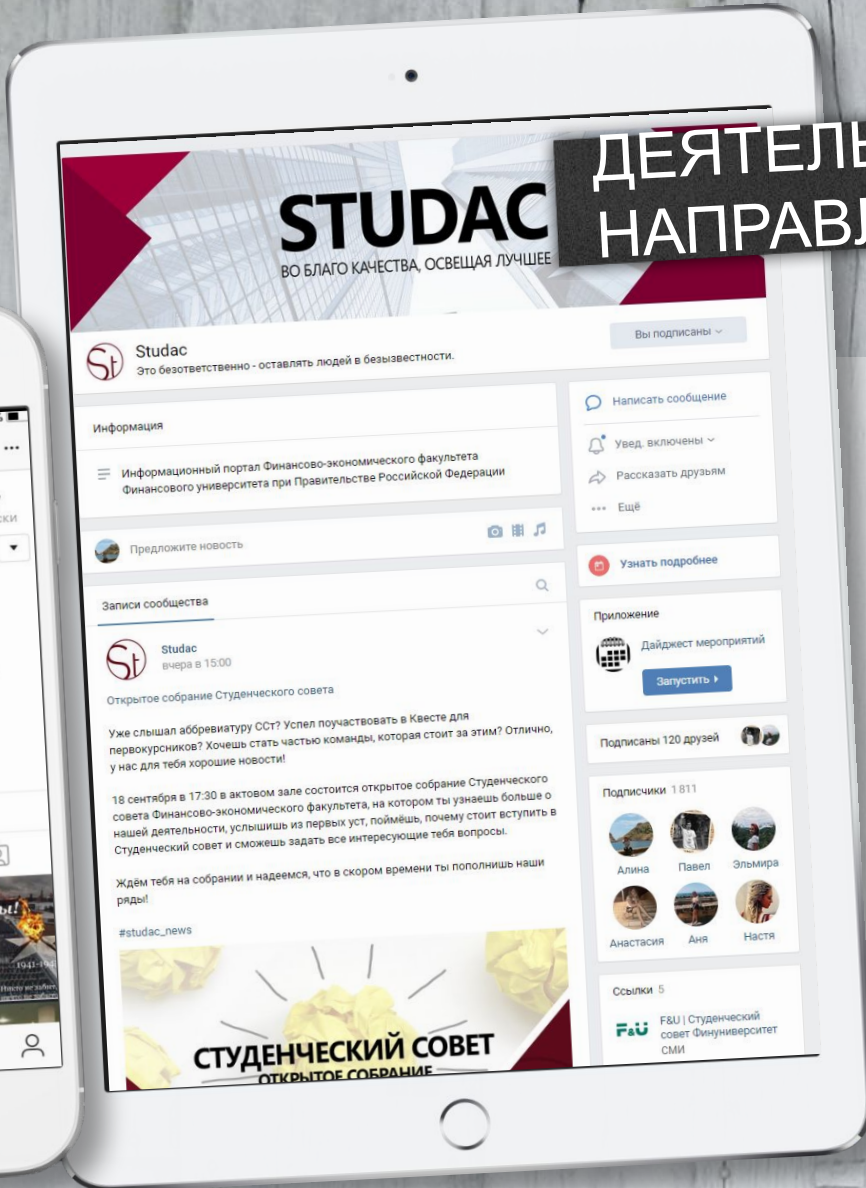 ДЕЯТЕЛЬ
НАПРАВЛ
STUDAC
ВО БЛАГО КАЧЕСТВА, ОСВЕЩАЯ ЛУЧШЕЕ
St
Studac
Это безответственно - оставлять людей в безызвестности.
Вы подписаны
Информация
Информационный портал Финансово-экономического факультета
Финансового университета при Правительстве Российской Федерации
Предложите новость
Записи сообщества
St
Studac
вчера в 15:00
Открытое собрание Студенческого совета
Уже слышал аббревиатуру ССт? Успел поучаствовать в Квесте для
первокурсников? Хочешь стать частью команды, которая стоит за этим? Отлично,
у нас для тебя хорошие новости!
18 сентября в 17:30 в актовом зале состоится открытое собрание Студенческого
совета Финансово-экономического факультета, на котором ты узнаешь больше о
нашей деятельности, услышишь из первых уст, поймёшь, почему стоит вступить в
Студенческий совет и сможешь задать все интересующие тебя вопросы.
Ждём тебя на собрании и надеемся, что в скором времени ты пополнишь наши
ряды!
#studac_news
СТУДЕНЧЕСКИЙ СОВЕТ
ОТКРЫТОЕ СОБРАНИЕ
Написать сообщение
Увед. включены
Рассказать друзьям
Ещё
Узнать подробнее
Приложение
Дайджест мероприятий
Запустить
Подписаны 120 друзей
Подписчики 1 811
Алина
Павел
Эльмира
Анастасия
Аня
Настя
Ссылки 5
F&U
F&U | Студенческий
совет Финуниверситет
СМИ
ски
ы!
1941-194